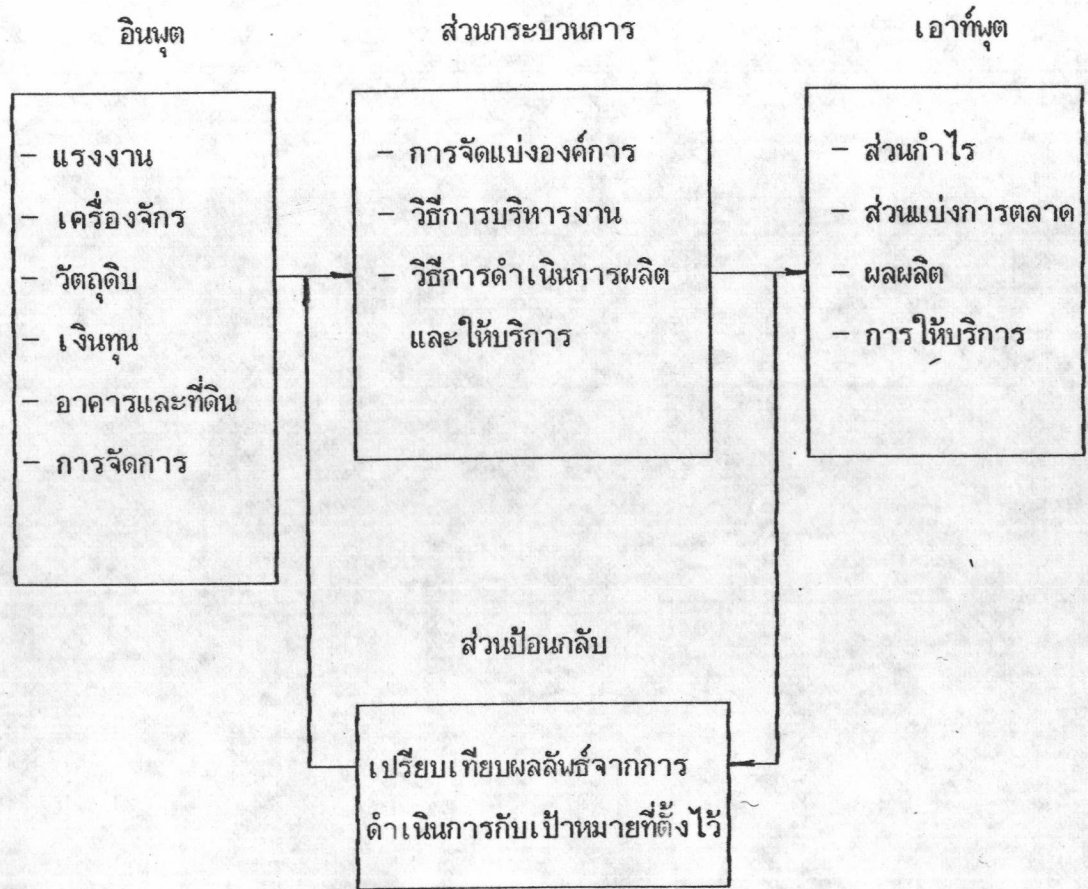 อินพุต
ส่วนกระบวนการ
เอาท์พุต
– แรงงาน
– เครื่องจักร
– วัตถุดิบ
– เงินทุน
– อาคารและที่ดิน
– การจัดการ
– การจัดแบ่งองค์การ
– วิธีการบริหารงาน
– วิธีการดำเนินการผลิต
และให้บริการ
– ส่วนกำไร
– ส่วนแบ่งการตลาด
– ผลผลิต
– การให้บริการ
ส่วนป้อนกลับ
เปรียบเทียบผลลัพธ์จากการ
ดำเนินการกับเป้าหมายที่ตั้งไว้